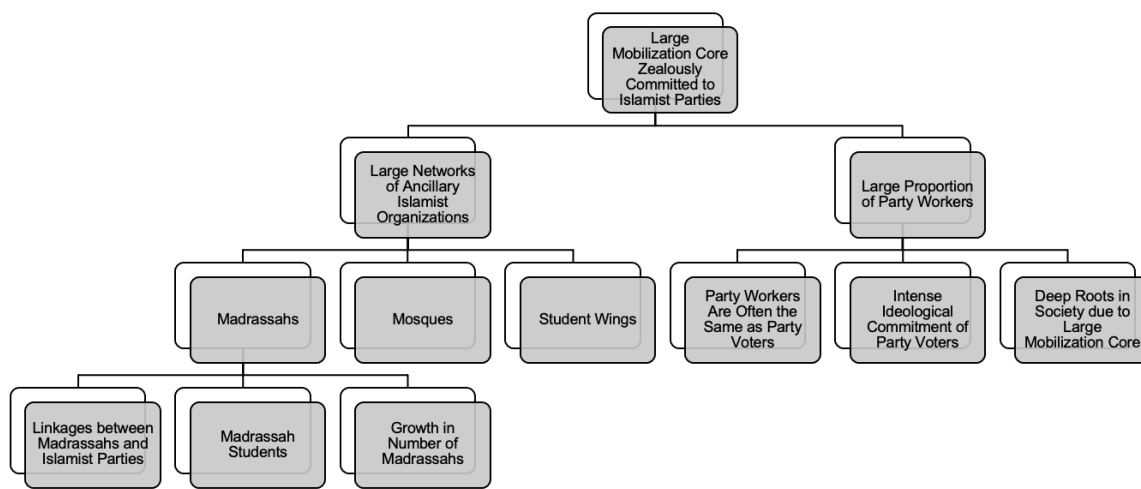 Large
Mobilization Core
Zealously
Committed to
Islamist Parties
Large Networks
of Ancillary
Islamist
Organizations
Large Proportion
of Party Workers
Madrassahs
Mosques
Student Wings
Party Workers
Are Often the
Same as Party
Voters
Intense
Ideological
Commitment of
Party Voters
Deep Roots in
Society due to
Large
Mobilization Core
Linkages between
Madrassahs and
Islamist Parties
Madrassah
Students
Growth in
Number of
Madrassahs